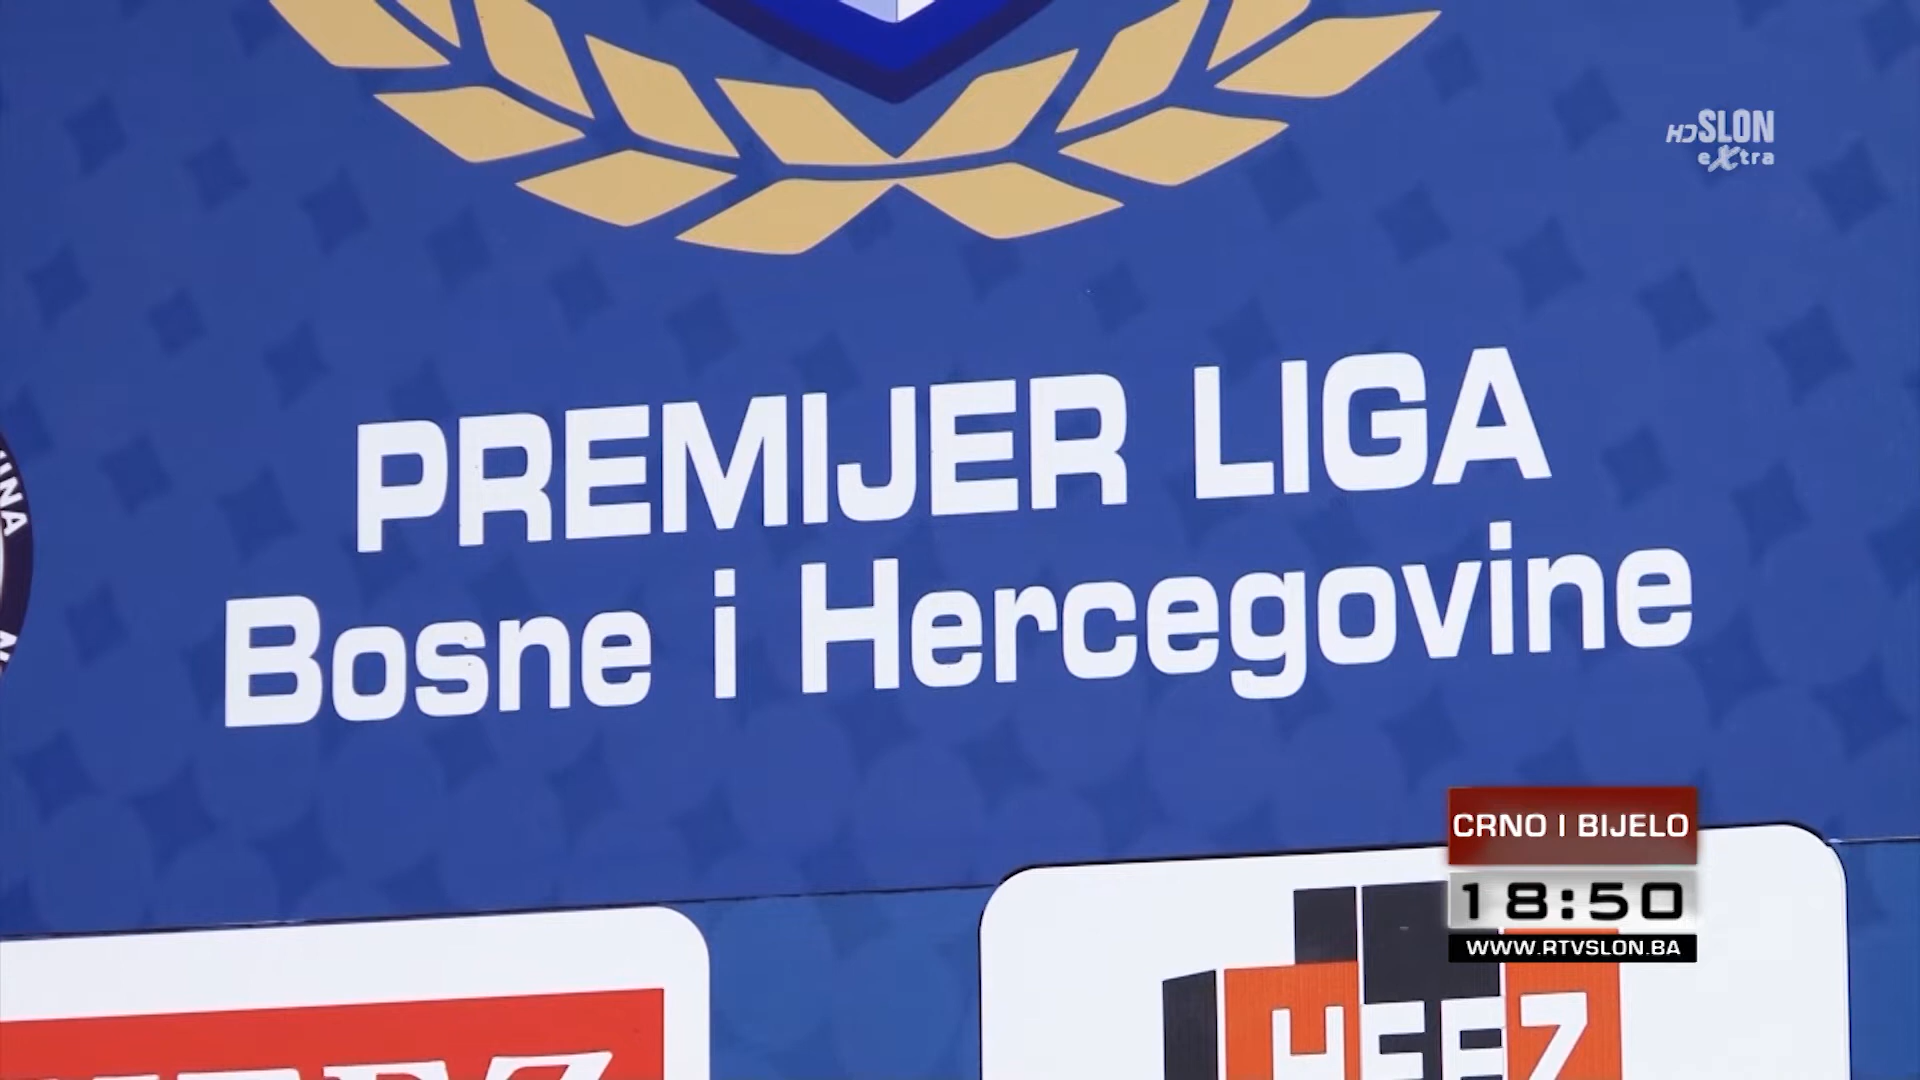 HD SLON
eXtra
PREMIJER LIGA
Bosne i Hercegovine
CRNO I BIJELO
18:50
WWW.RTVSLON.BA